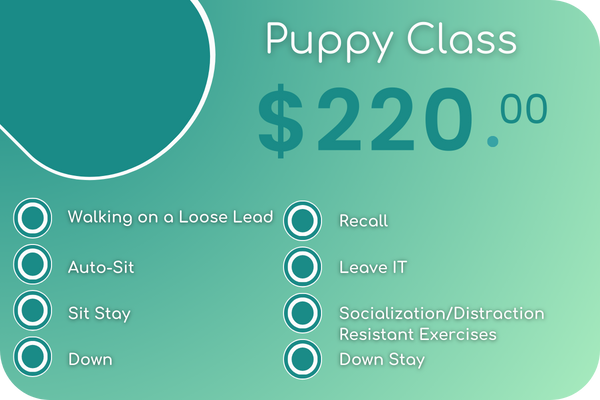 Puppy Class
$220.00
Walking on a Loose Lead
Auto-Sit
Sit Stay
Down
Recall
Leave IT
Socialization/Distraction
Resistant Exercises
Down Stay